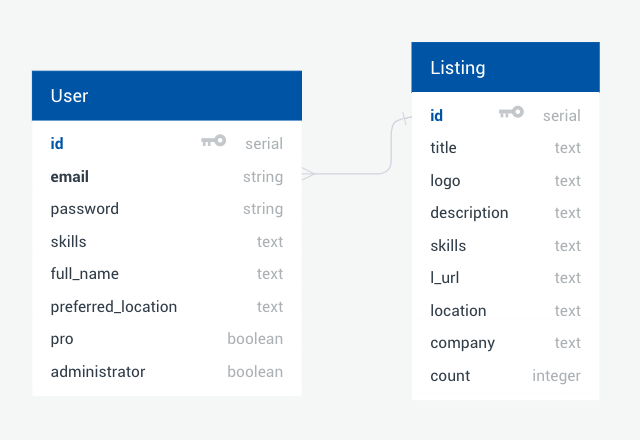 User
id serial
email string
password string
skills text
full_name text
preferred_location text
pro boolean
administrator boolean
Listing
id serial
title text
logo text
description text
skills text
l_url text
location text
company text
count integer